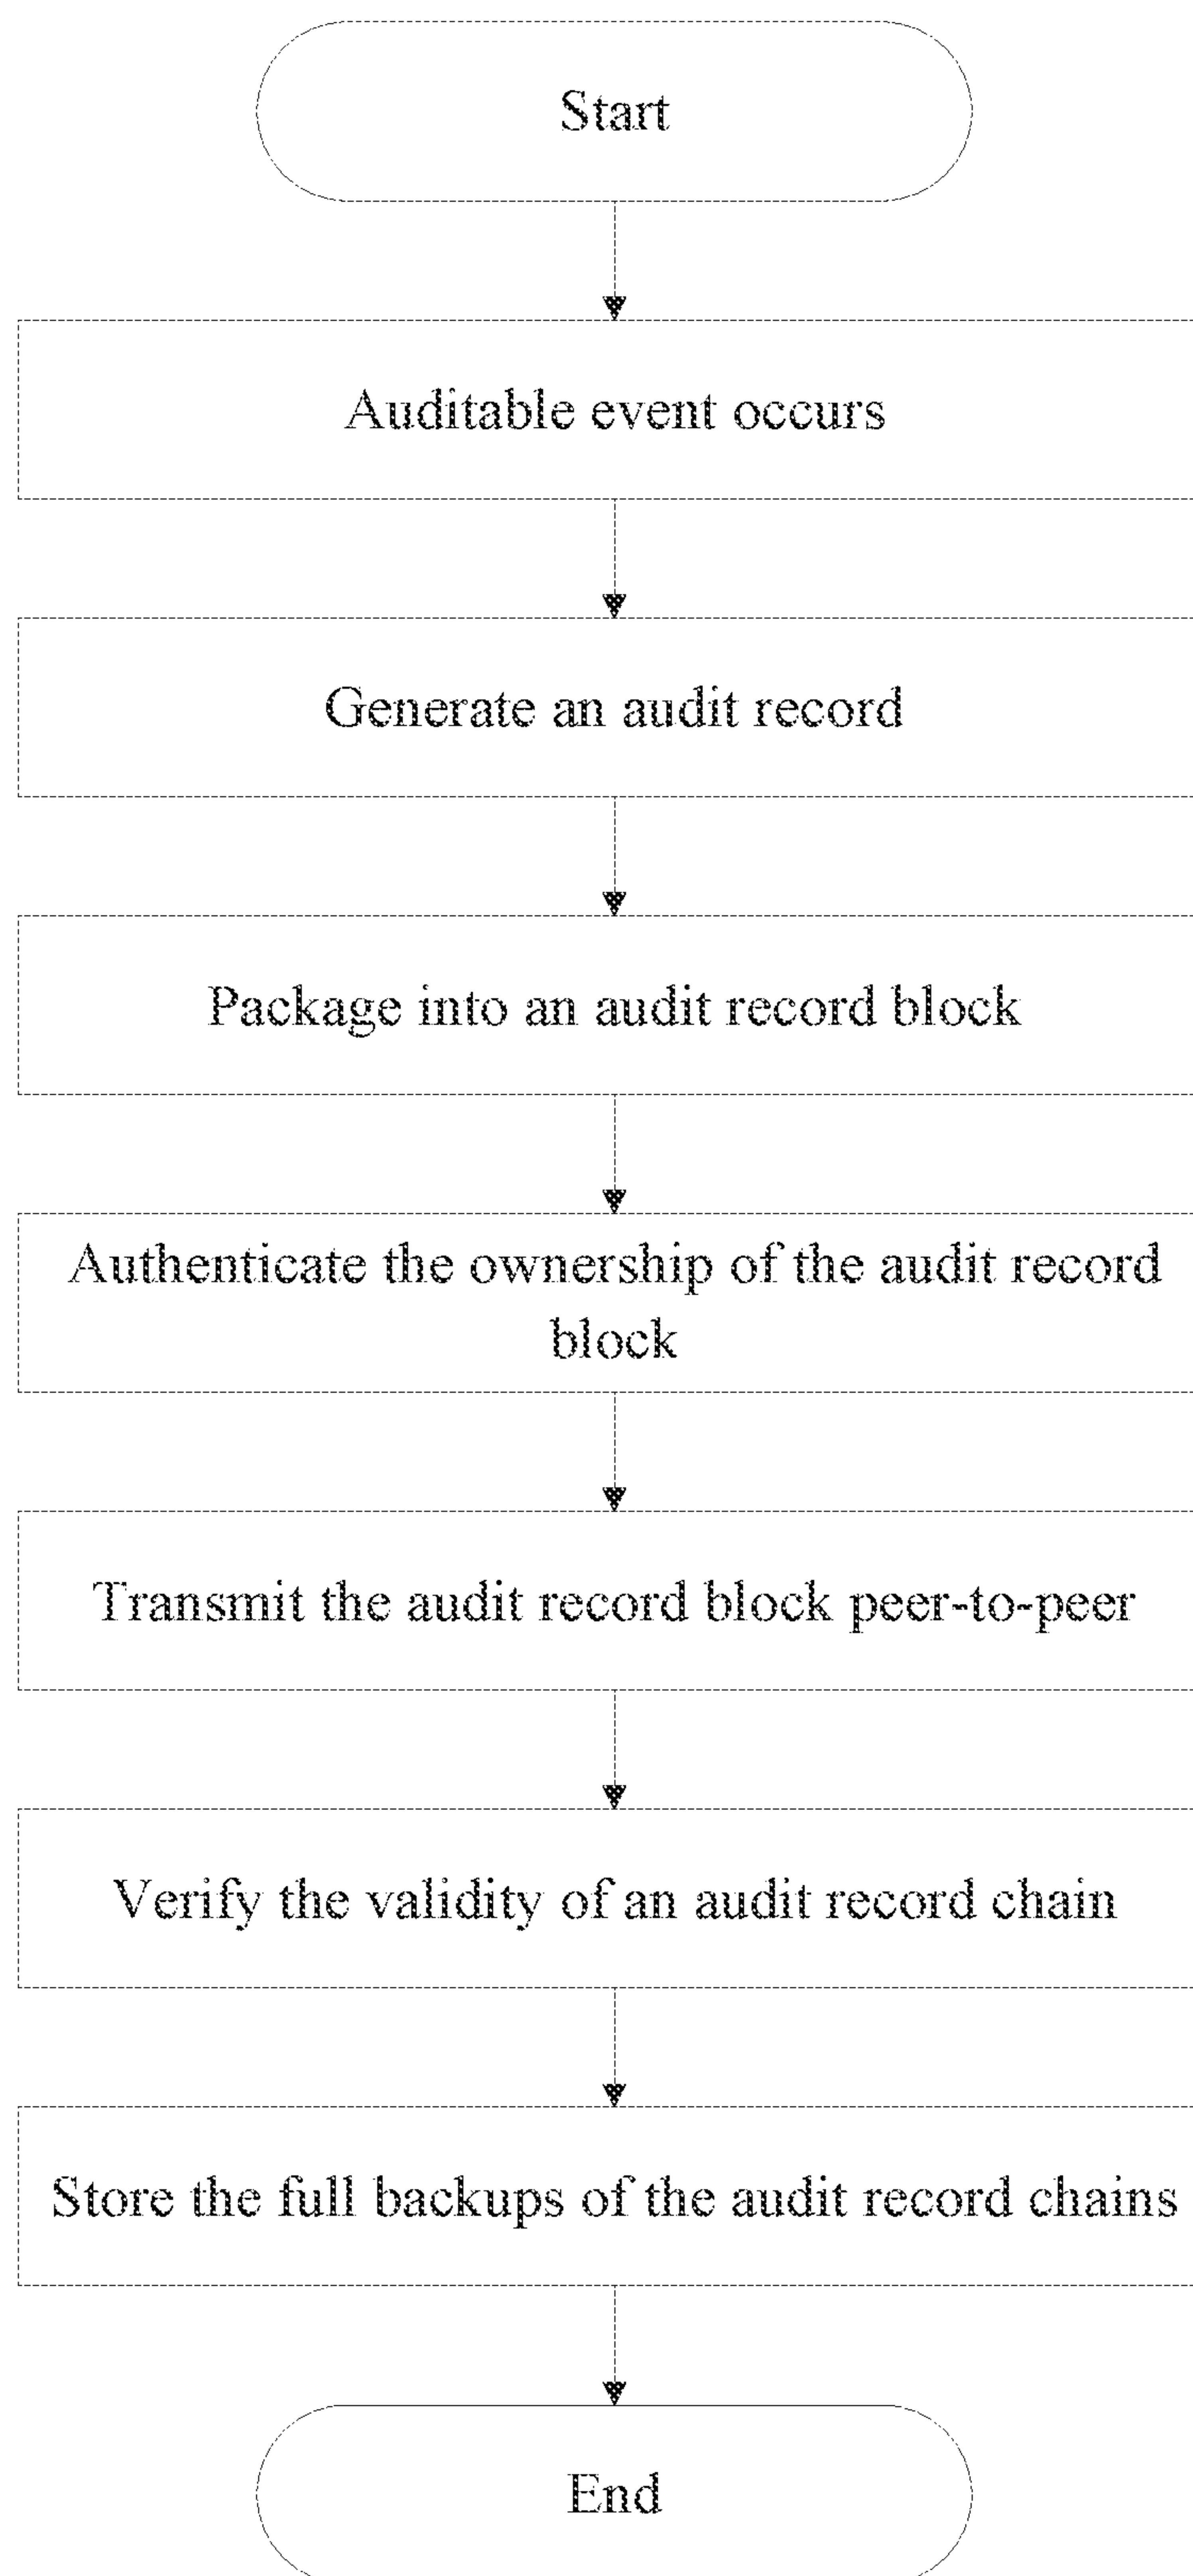 Start
Auditable event occurs
Generate an audit record
Package into an audit record block
Authenticate the ownership of the audit record
block
Transmit the audit record block peer-to-peer
Verify the validity of an audit record chain
Store the full backups of the audit record chains
End